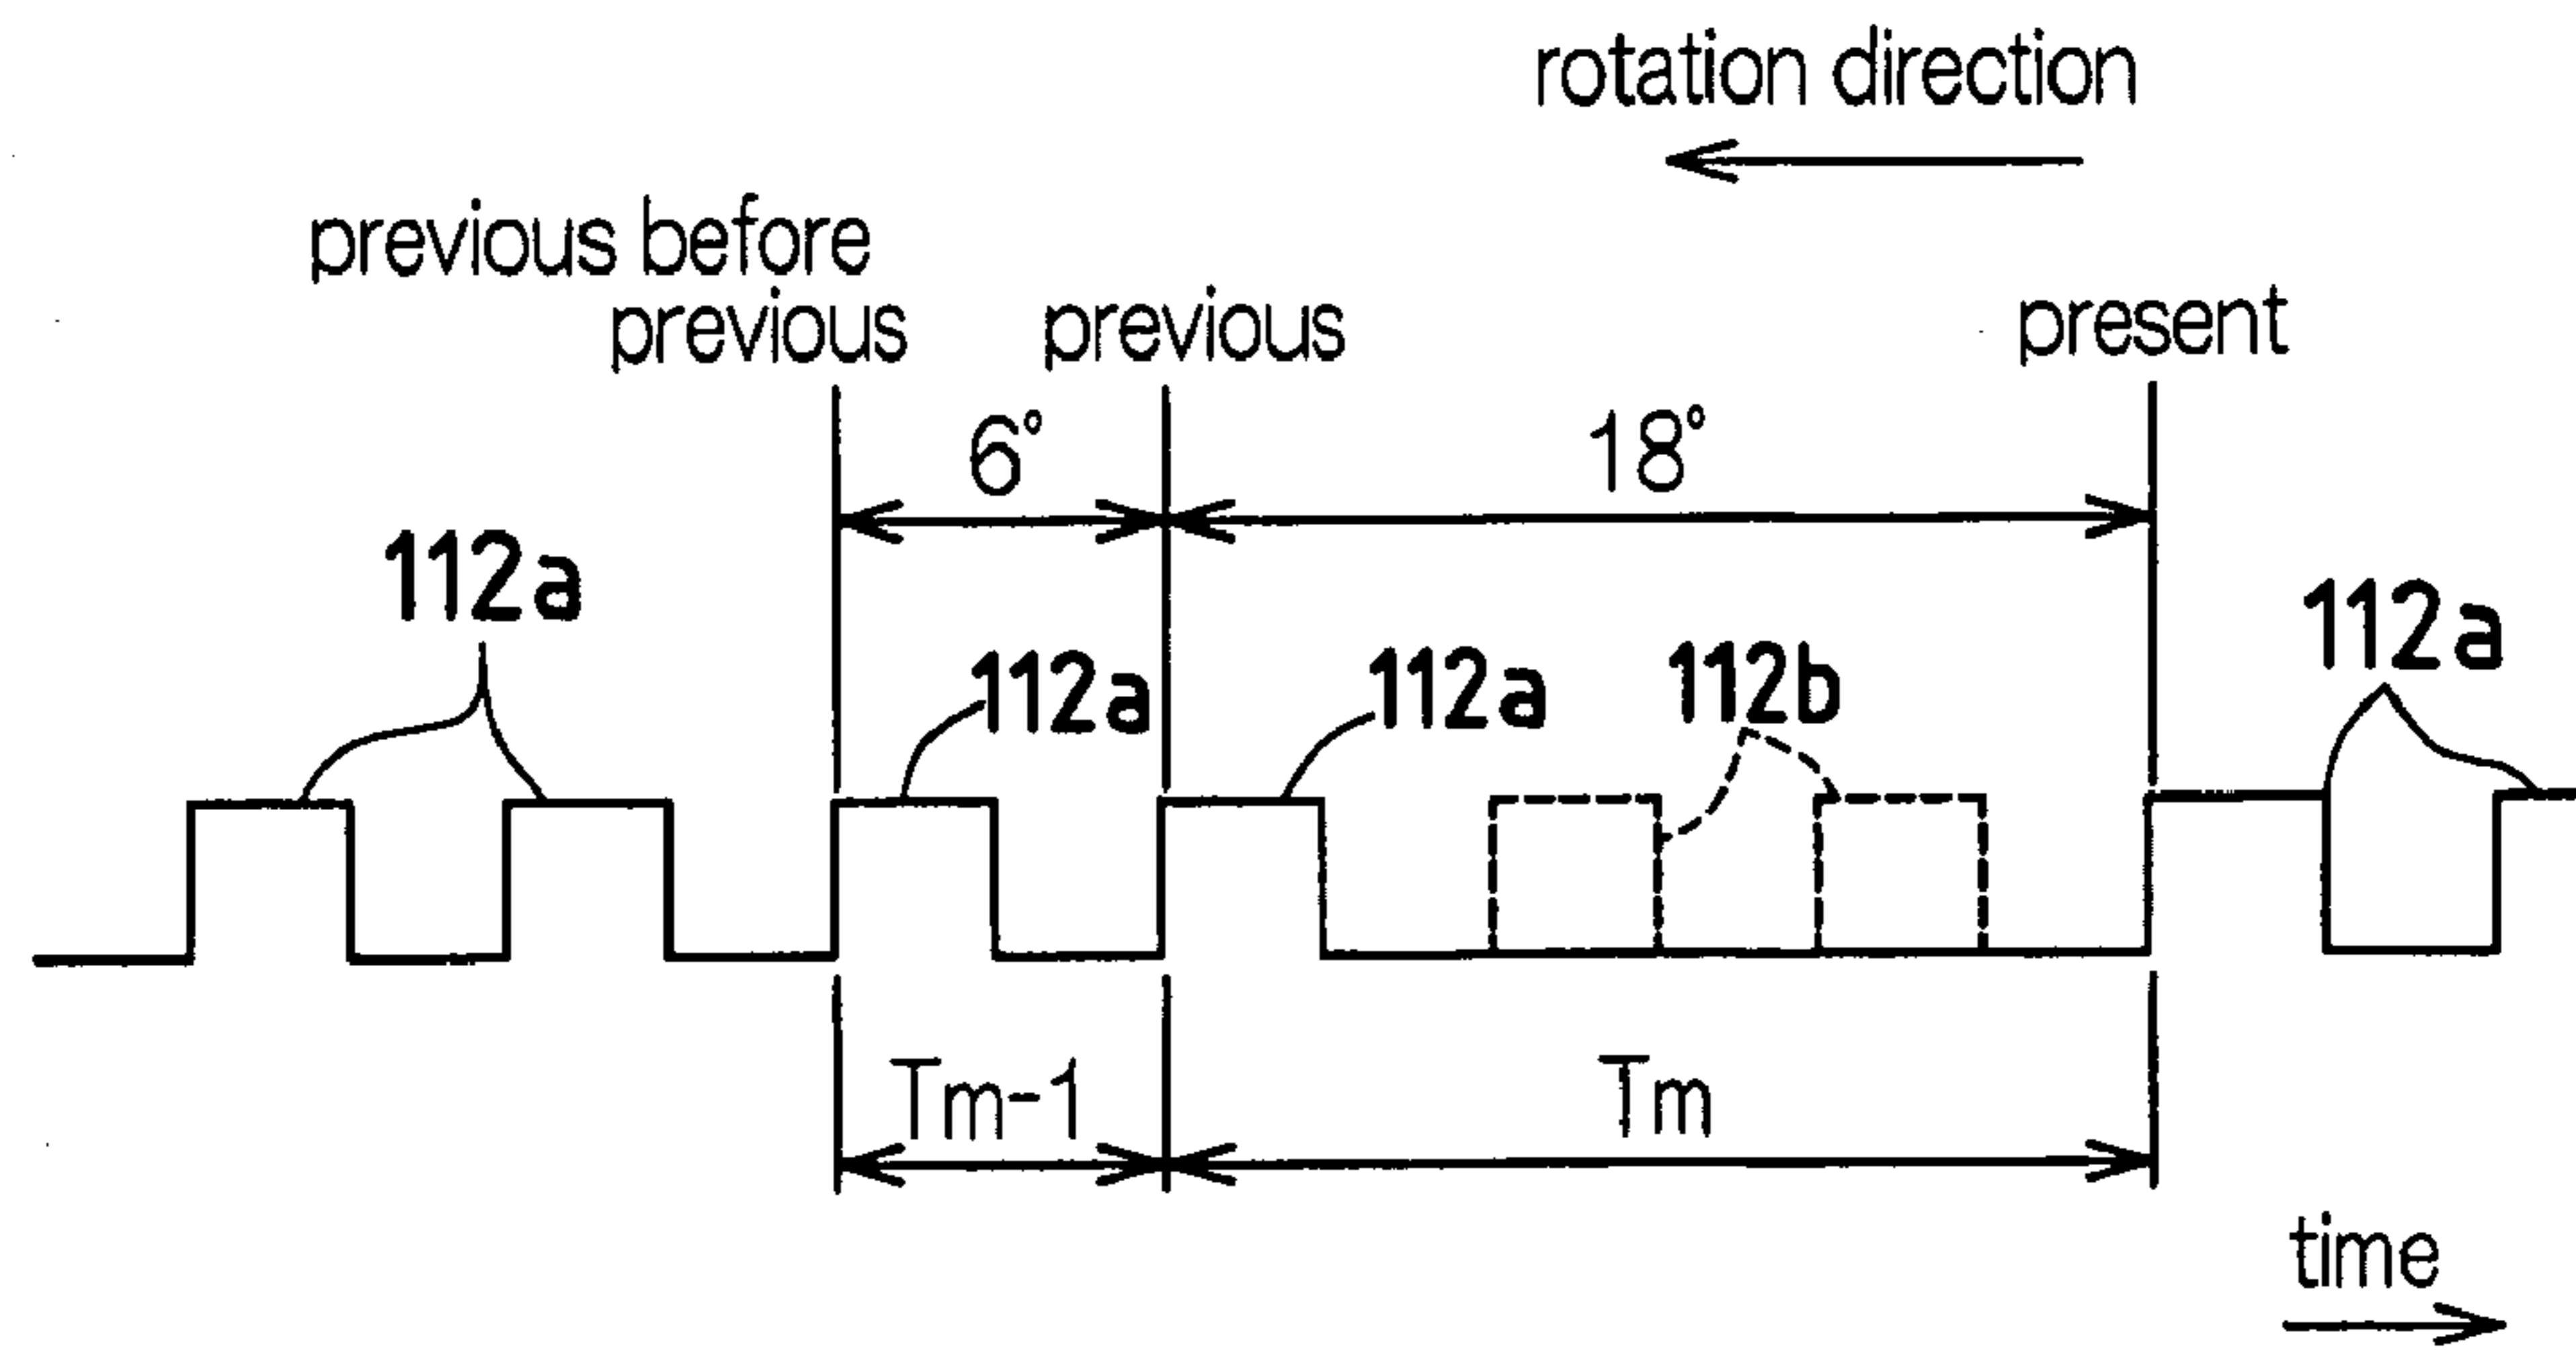 rotation direction
previous before
previous
previous
present
6°
18°
112a
112a
112a
112b
112a
Tm-1
Tm
time